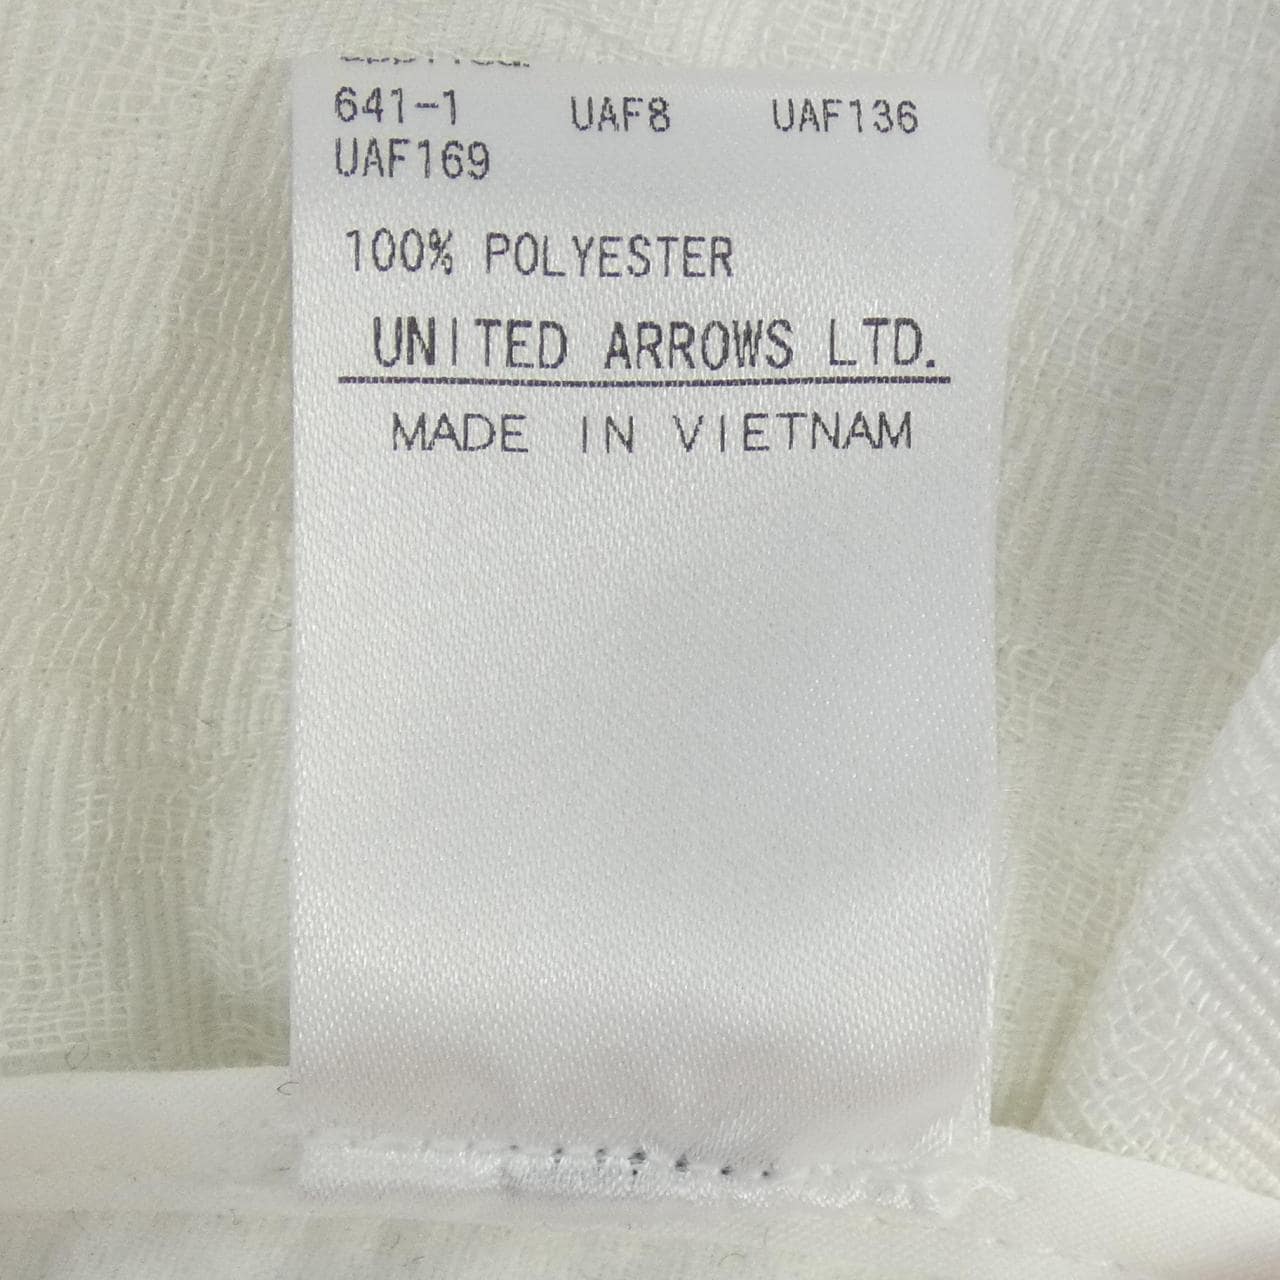 641-1 UAF8 UAF136
UAF169
100% POLYESTER
UNITED ARROWS LTD.
MADE IN VIETNAM